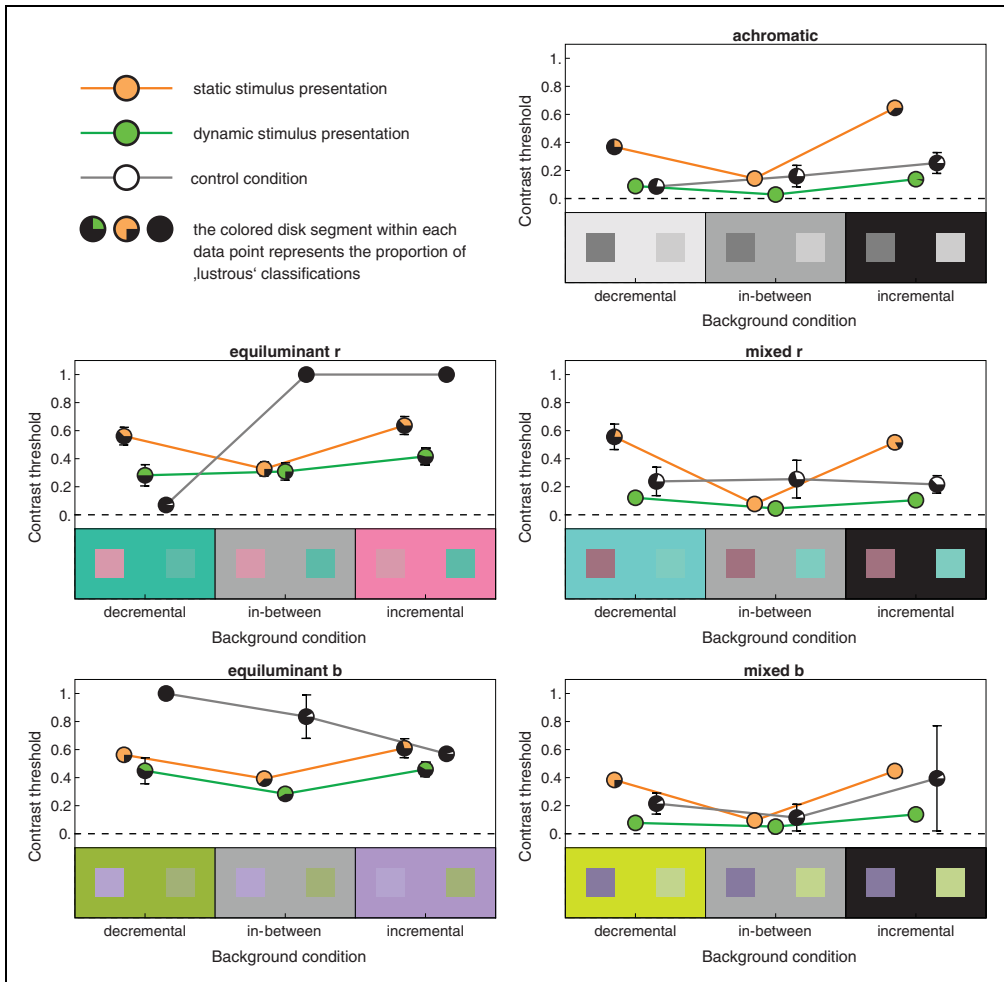 static stimulus presentation
dynamic stimulus presentation
control condition
the colored disk segment within each
data point represents the proportion of
‚lustrous‘ classifications
achromatic
Contrast threshold
1.
0.8
0.6
0.4
0.2
0.
decremental
in-between
incremental
Background condition
equiluminant r
Contrast threshold
1.
0.8
0.6
0.4
0.2
0.
decremental
in-between
incremental
Background condition
mixed r
Contrast threshold
1.
0.8
0.6
0.4
0.2
0.
decremental
in-between
incremental
Background condition
equiluminant b
Contrast threshold
1.
0.8
0.6
0.4
0.2
0.
decremental
in-between
incremental
Background condition
mixed b
Contrast threshold
1.
0.8
0.6
0.4
0.2
0.
decremental
in-between
incremental
Background condition